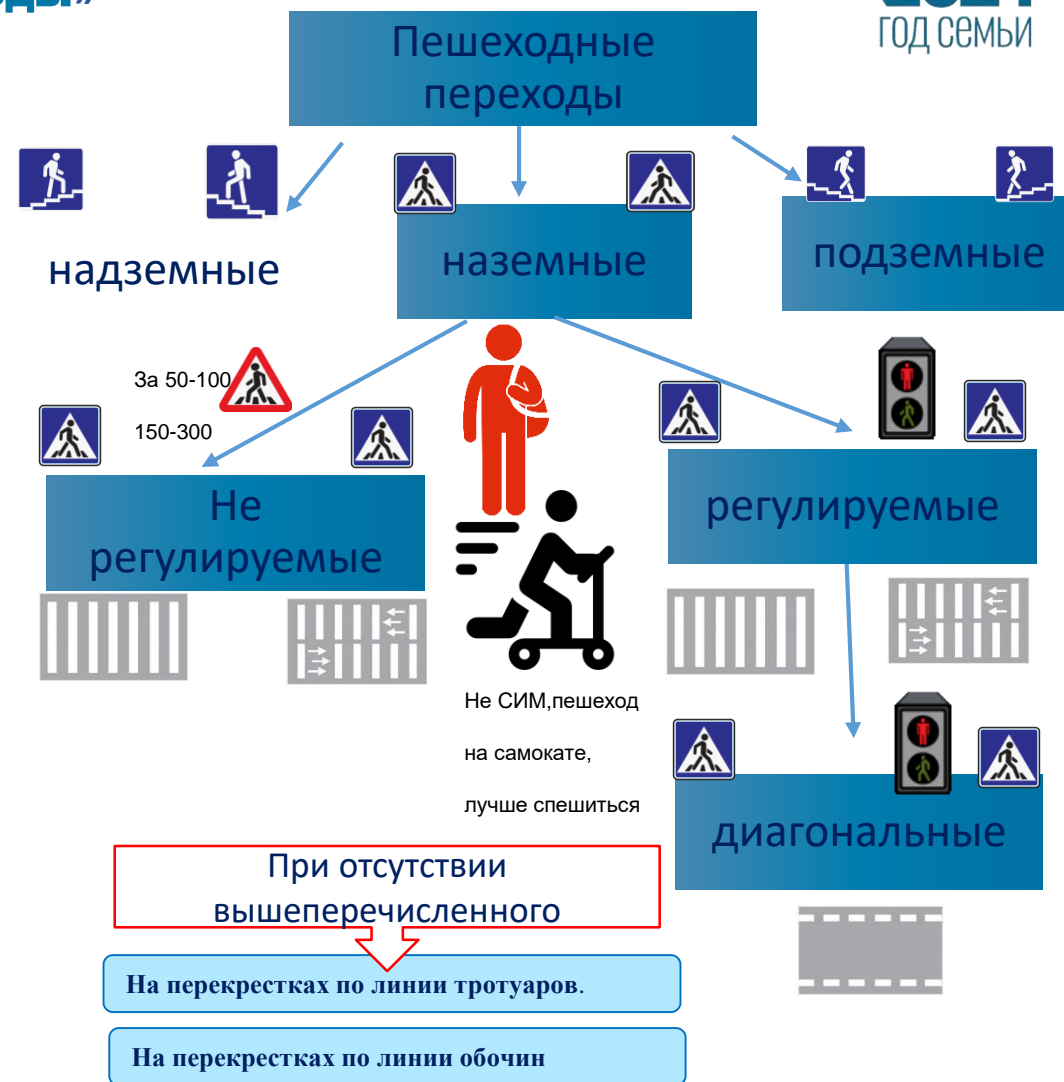 ГОД СЕМЬИ
Пешеходные
переходы
надземные
наземные
подземные
За 50-100
150-300
Не
регулируемые
регулируемые
Не СИМ,пешеход
на самокате,
лучше спешиться
диагональные
При отсутствии
вышеперечисленного
На перекрестках по линии тротуаров.
На перекрестках по линии обочин